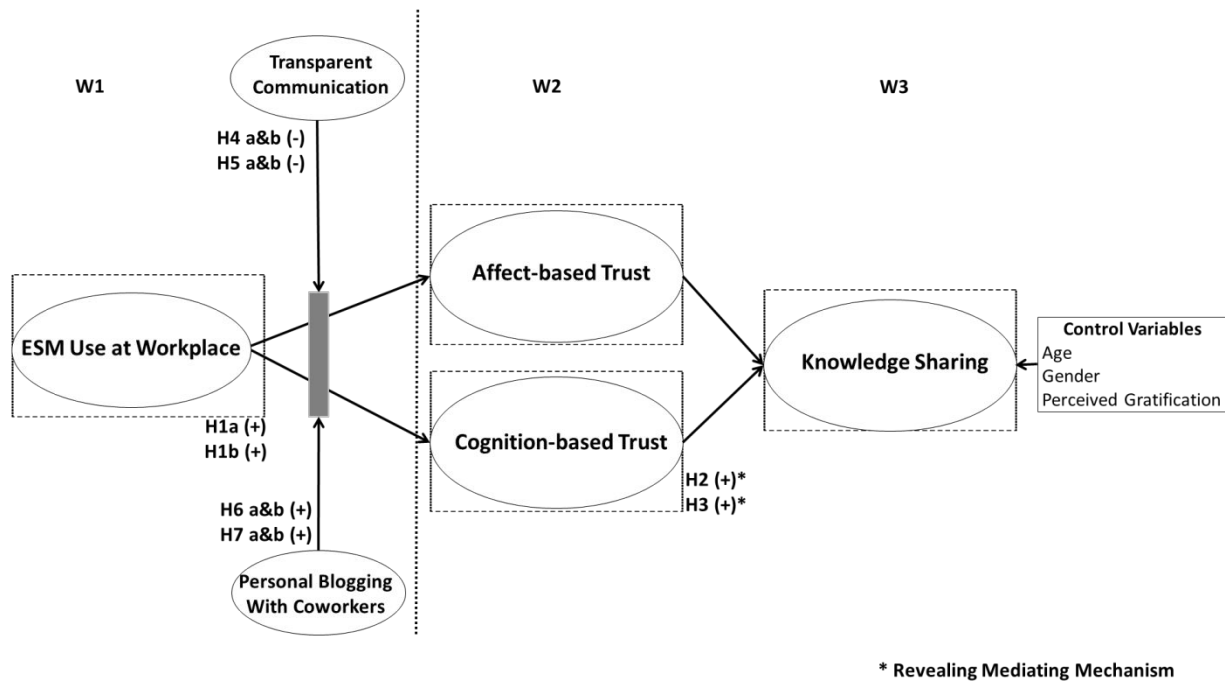 W1
Transparent
Communication
W2
W3
H4 a&b (-)
H5 a&b (-)
ESM Use at Workplace
Affect-based Trust
Cognition-based Trust
Knowledge Sharing
Control Variables
Age
Gender
Perceived Gratification
H1a (+)
H1b (+)
H2 (+)*
H3 (+)*
H6 a&b (+)
H7 a&b (+)
Personal Blogging
With Coworkers
* Revealing Mediating Mechanism